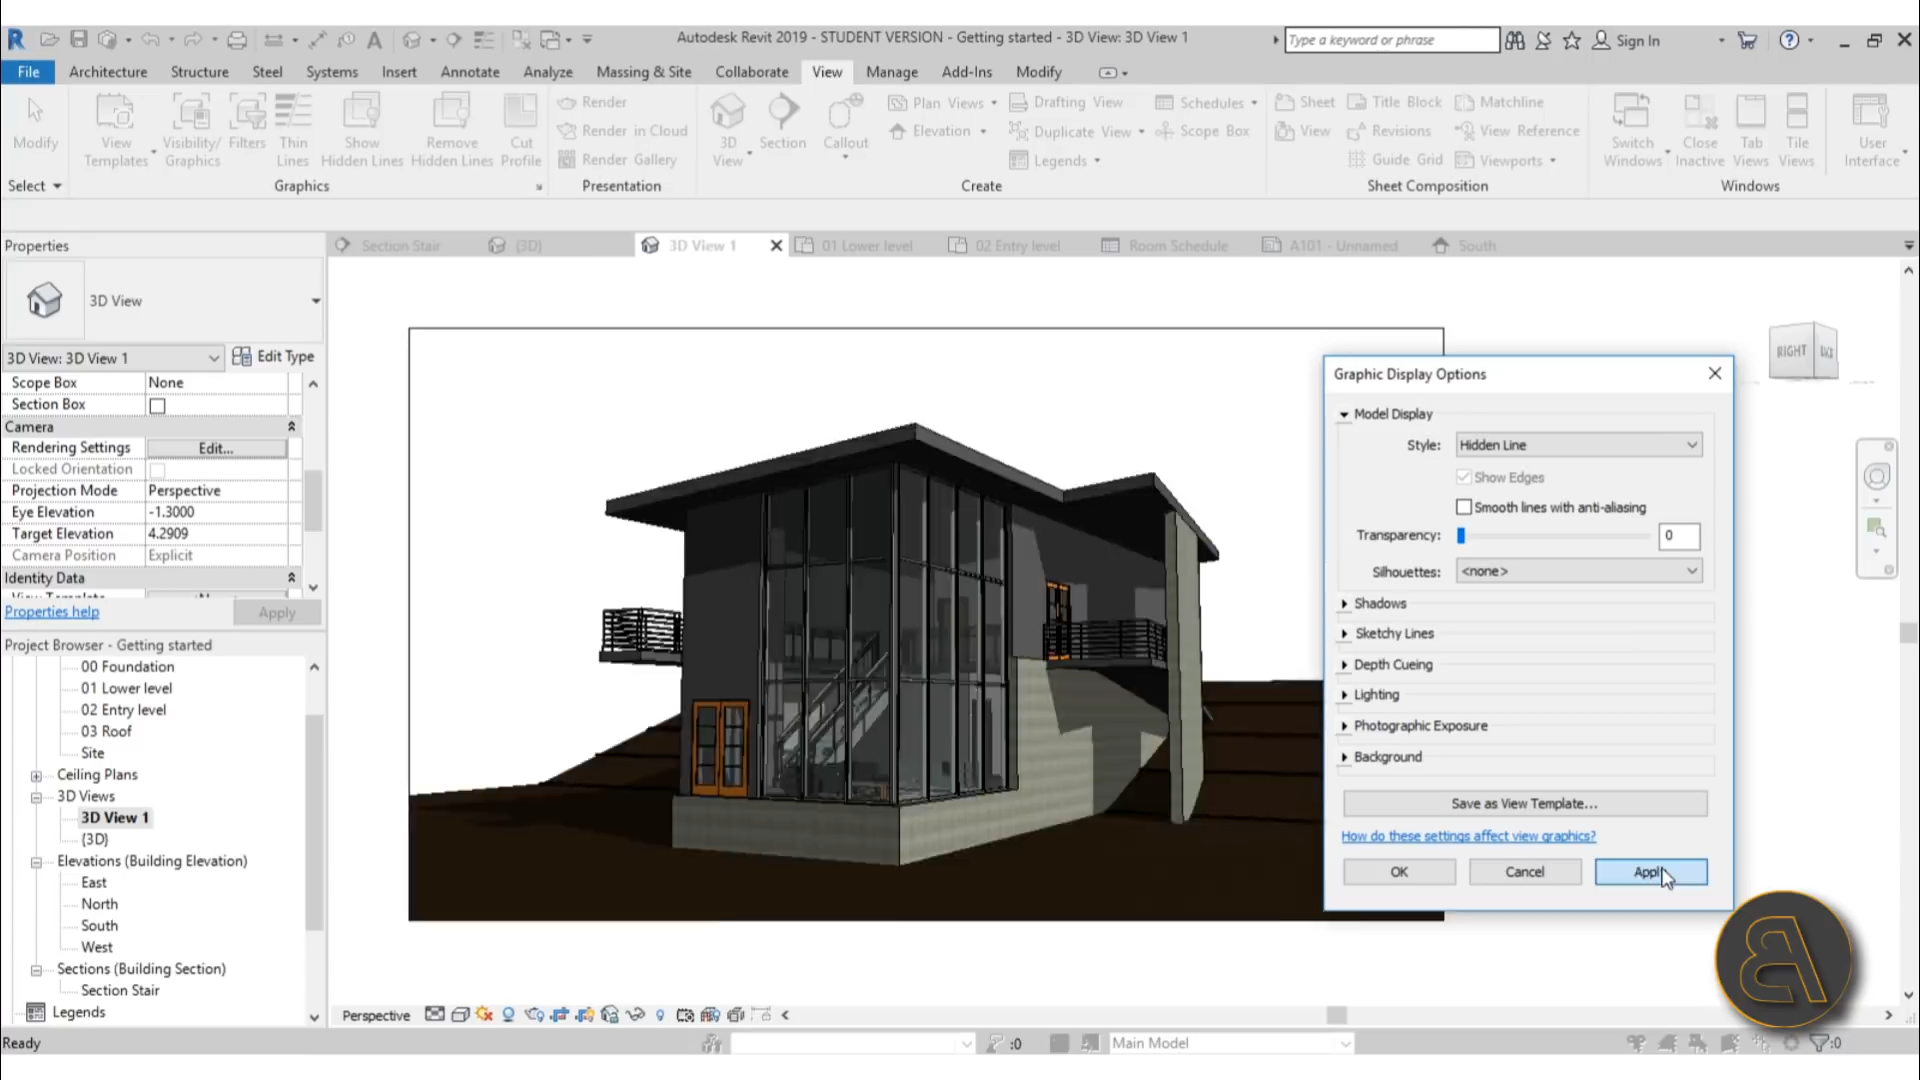 Autodesk Revit 2019 - STUDENT VERSION - Getting started - 3D View: 3D View 1
Type a keyword or phrase
Sign In
File Architecture Structure Steel Systems Insert Annotate Analyze Massing & Site Collaborate View Manage Add-Ins Modify
Modify
View Templates
Visibility/ Graphics
Filters
Thin Lines
Show Hidden Lines
Remove Hidden Lines
Cut Profile
Render
Render in Cloud
Render Gallery
3D View
Section
Callout
Plan Views
Elevation
Drafting View
Duplicate View
Legends
Schedules
Scope Box
Sheet
View
Title Block
Revisions
Guide Grid
Matchline
View Reference
Viewports
Switch Windows
Close Inactive
Tab Views
Tile Views
User Interface
Select Graphics Presentation Create Sheet Composition Windows
Properties
Section Stair {3D} 3D View 1 01 Lower level 02 Entry level Room Schedule A101 - Unnamed South
3D View
3D View: 3D View 1 Edit Type
Scope Box None
Section Box
Camera
Rendering Settings Edit...
Locked Orientation
Projection Mode Perspective
Eye Elevation -1.3000
Target Elevation 4.2909
Camera Position Explicit
Identity Data
Properties help Apply
Project Browser - Getting started
00 Foundation
01 Lower level
02 Entry level
03 Roof
Site
Ceiling Plans
3D Views
3D View 1
{3D}
Elevations (Building Elevation)
East
North
South
West
Sections (Building Section)
Section Stair
Legends
RIGHT
Graphic Display Options
Model Display
Style: Hidden Line
Show Edges
Smooth lines with anti-aliasing
Transparency: 0
Silhouettes: <none>
Shadows
Sketchy Lines
Depth Cueing
Lighting
Photographic Exposure
Background
Save as View Template...
How do these settings affect view graphics?
OK Cancel
Perspective
Ready :0 Main Model :0